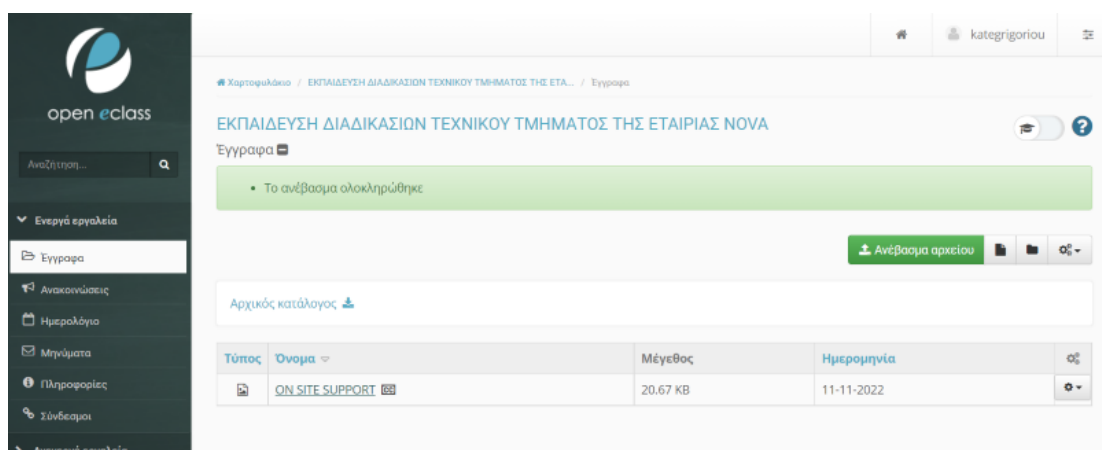 open eclass
Αναζήτηση...
Ενεργά εργαλεία
Έγγραφα
Ανακοινώσεις
Ημερολόγιο
Μηνύματα
Πληροφορίες
Σύνδεσμοι
kategrigoriou
Χαρτοφυλάκιο / ΕΚΠΑΙΔΕΥΣΗ ΔΙΑΔΙΚΑΣΙΩΝ ΤΕΧΝΙΚΟΥ ΤΜΗΜΑΤΟΣ ΤΗΣ ΕΤΑ... / Έγγραφα
ΕΚΠΑΙΔΕΥΣΗ ΔΙΑΔΙΚΑΣΙΩΝ ΤΕΧΝΙΚΟΥ ΤΜΗΜΑΤΟΣ ΤΗΣ ΕΤΑΙΡΙΑΣ NOVA
Έγγραφα
• Το ανέβασμα ολοκληρώθηκε
Ανέβασμα αρχείου
Αρχικός κατάλογος
Τύπος Όνομα Μέγεθος Ημερομηνία
ON SITE SUPPORT 20.67 KB 11-11-2022